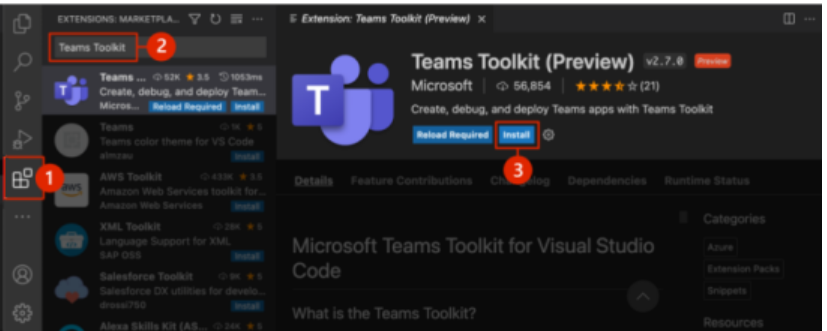 EXTENSIONS: MARKETPLA...
Teams Toolkit
2
Teams ... 52K ★ 3.5 1053ms
Create, debug, and deploy Team...
Micros... Reload Required Install
Teams 1K ★ 5
Teams color theme for VS Code
almzau Install
1
aws
AWS Toolkit 433K ★ 3.5
Amazon Web Services toolkit for...
Amazon Web Services Install
XML Toolkit 28K ★ 5
Language Support for XML
SAP OSS Install
Salesforce Toolkit 9K ★ 5
Salesforce DX utilities for develo...
drossi750 Install
Alexa Skills Kit (AS... 24K ★ 5
Extension: Teams Toolkit (Preview) ×
T
Teams Toolkit (Preview) v2.7.0 Preview
Microsoft 56,854 ★★★★☆(21)
Create, debug, and deploy Teams apps with Teams Toolkit
Reload Required Install
3
Details Feature Contributions Changelog Dependencies Runtime Status
Microsoft Teams Toolkit for Visual Studio
Code
What is the Teams Toolkit?
Categories
Azure
Extension Packs
Snippets
Resources